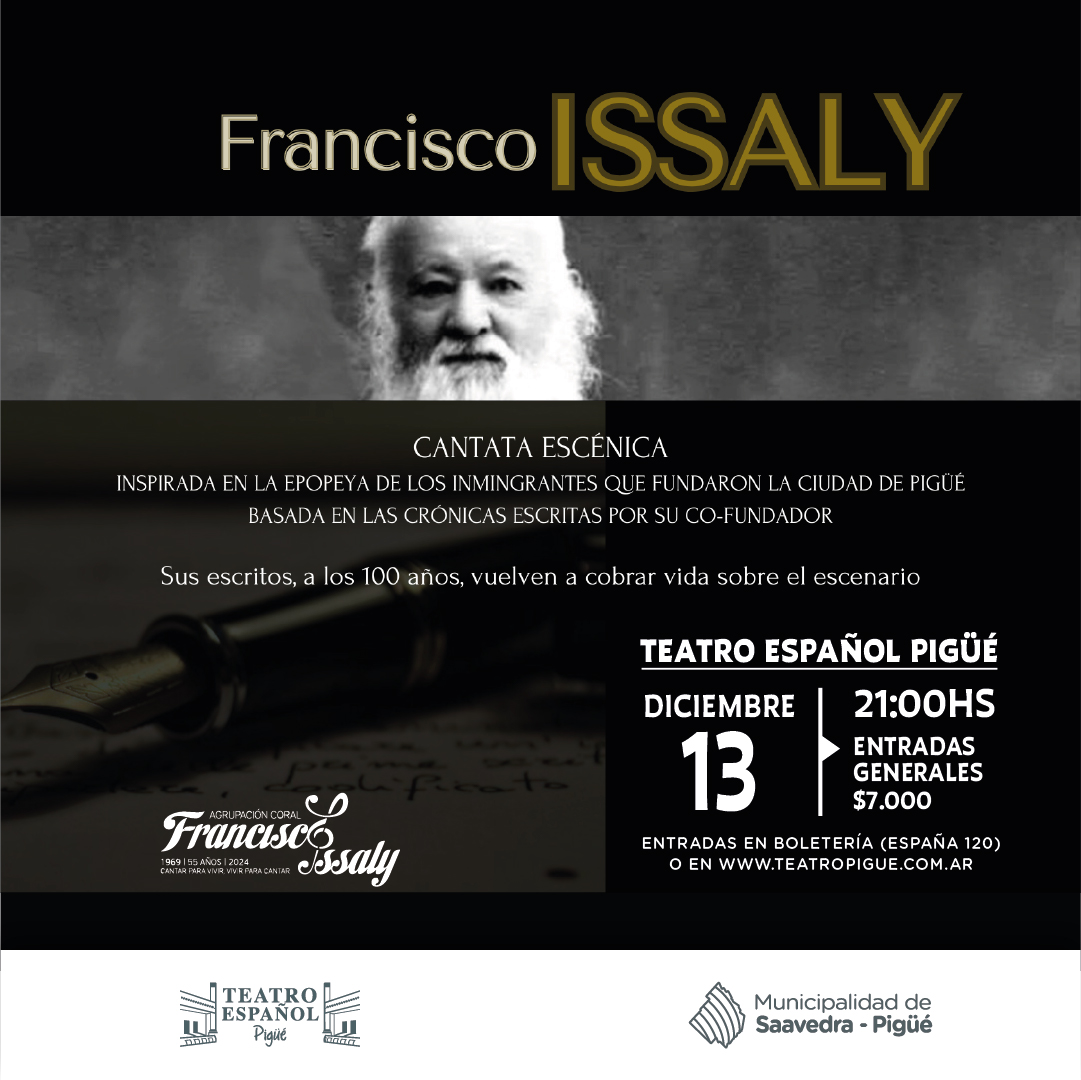 Francisco ISSALY
CANTATA ESCÉNICA
INSPIRADA EN LA EPOPEYA DE LOS INMINGRANTES QUE FUNDARON LA CIUDAD DE PIGÜÉ
BASADA EN LAS CRÓNICAS ESCRITAS POR SU CO-FUNDADOR
Sus escritos, a los 100 años, vuelven a cobrar vida sobre el escenario
TEATRO ESPAÑOL PIGÜÉ
DICIEMBRE
13
21:00HS
ENTRADAS
GENERALES
$7.000
ENTRADAS EN BOLETERÍA (ESPAÑA 120)
O EN WWW.TEATROPIGUE.COM.AR
AGRUPACIÓN CORAL
Francisco
Issaly
1969 | 55 AÑOS | 2024
CANTAR PARA VIVIR, VIVIR PARA CANTAR
TEATRO
ESPAÑOL
Pigüé
Municipalidad de
Saavedra - Pigüé